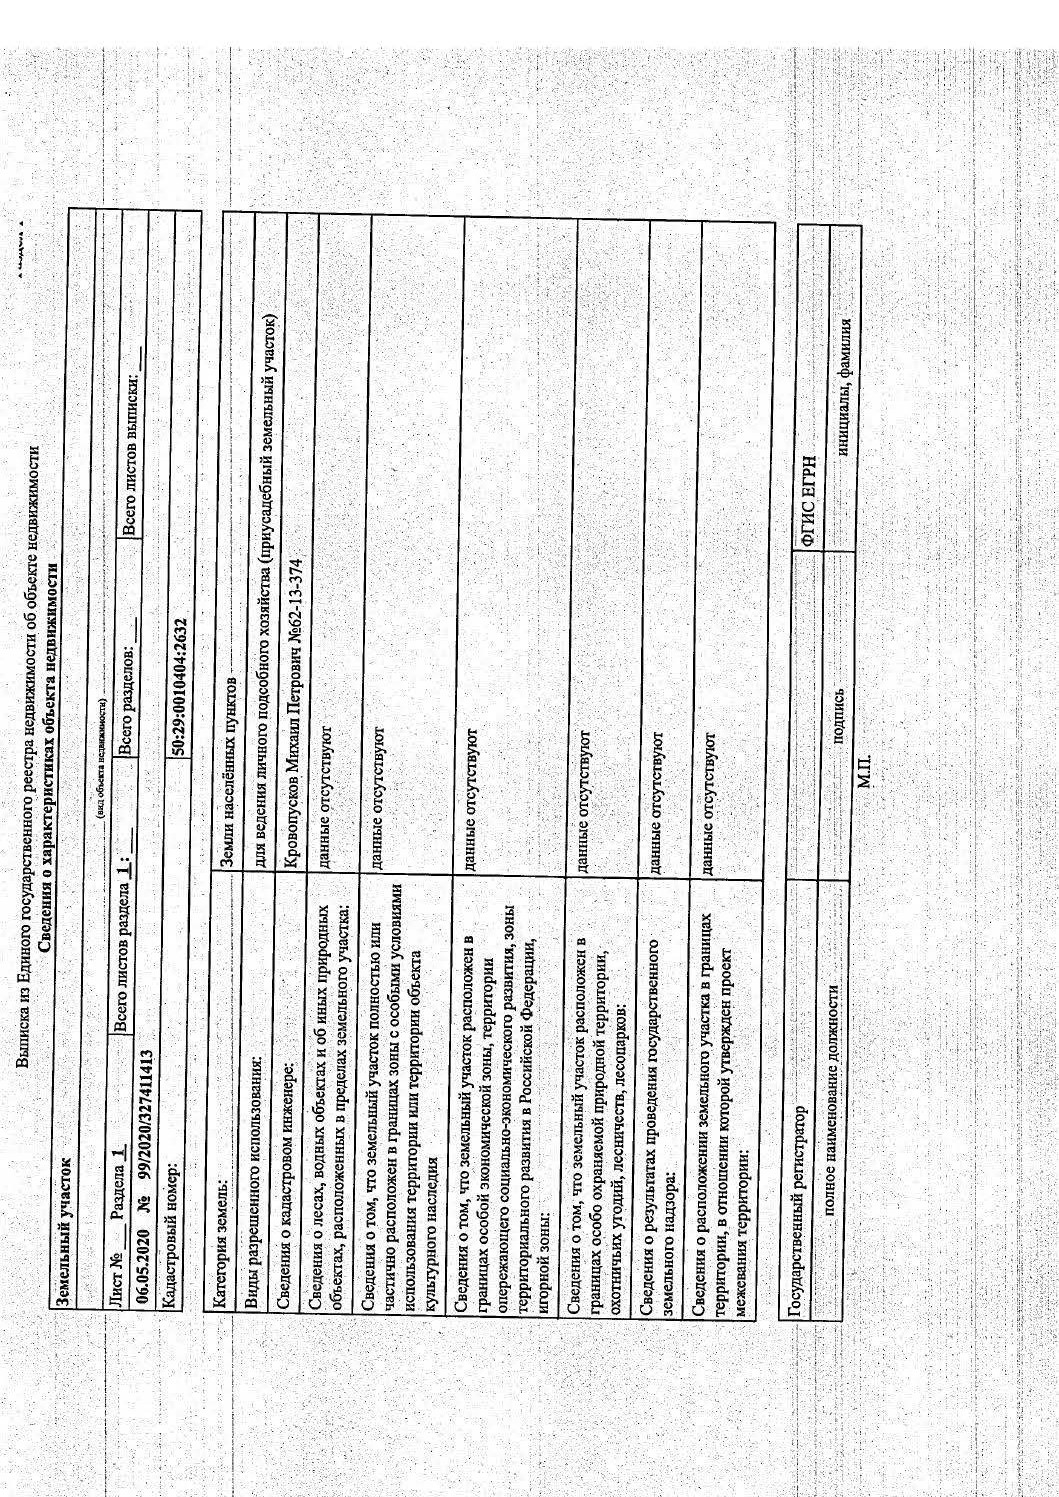 Выписка из Единого государственного реестра недвижимости об объекте недвижимости
Сведения о характеристиках объекта недвижимости
Земельный участок
(вид объекта недвижимости)
Лист № ___ Раздела 1 Всего листов раздела 1: ___ Всего разделов: ___ Всего листов выписки: ___
06.05.2020 № 99/2020/327411413
Кадастровый номер: 50:29:0010404:2632
Категория земель: Земли населённых пунктов
Виды разрешенного использования: для ведения личного подсобного хозяйства (приусадебный земельный участок)
Сведения о кадастровом инженере: Кровопусков Михаил Петрович №62-13-374
Сведения о лесах, водных объектах и об иных природных
объектах, расположенных в пределах земельного участка:
данные отсутствуют
Сведения о том, что земельный участок полностью или
частично расположен в границах зоны с особыми условиями
использования территории или территории объекта
культурного наследия
данные отсутствуют
Сведения о том, что земельный участок расположен в
границах особой экономической зоны, территории
опережающего социально-экономического развития, зоны
территориального развития в Российской Федерации,
игорной зоны:
данные отсутствуют
Сведения о том, что земельный участок расположен в
границах особо охраняемой природной территории,
охотничьих угодий, лесничеств, лесопарков:
данные отсутствуют
Сведения о результатах проведения государственного
земельного надзора:
данные отсутствуют
Сведения о расположении земельного участка в границах
территории, в отношении которой утвержден проект
межевания территории:
данные отсутствуют
Государственный регистратор ФГИС ЕГРН
полное наименование должности подпись инициалы, фамилия
М.П.